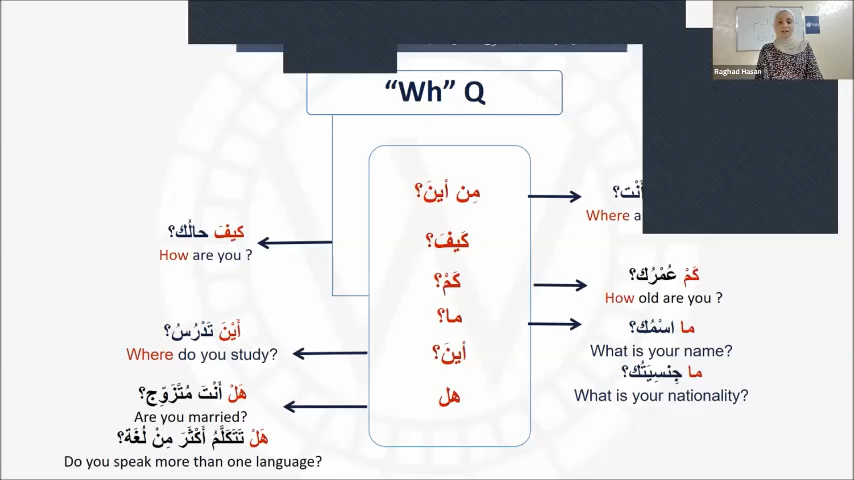 Raghad Hasan
“Wh” Q
مِن أينَ؟
أَنْت؟
Where a
كَيفَ؟
كيفَ حالُك؟
How are you ?
كَمْ؟
كَمْ عُمْرُك؟
How old are you ?
ما؟
ما اسْمُك؟
What is your name?
ما جِنسِيَتُك؟
What is your nationality?
أينَ؟
أَيْنَ تَدْرُسُ؟
Where do you study?
هل
هَلْ أَنْتَ مُتَزَوِّج؟
Are you married?
هَلْ تَتَكَلَّمُ أَكْثَرَ مِنْ لُغَة؟
Do you speak more than one language?